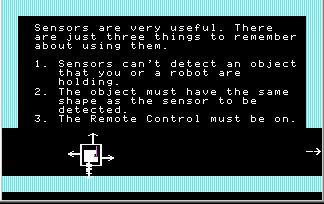 Sensors are very useful. There
are just three things to remember
about using them.
1. Sensors can't detect an object
that you or a robot are
holding.
2. The object must have the same
shape as the sensor to be
detected.
3. The Remote Control must be on.